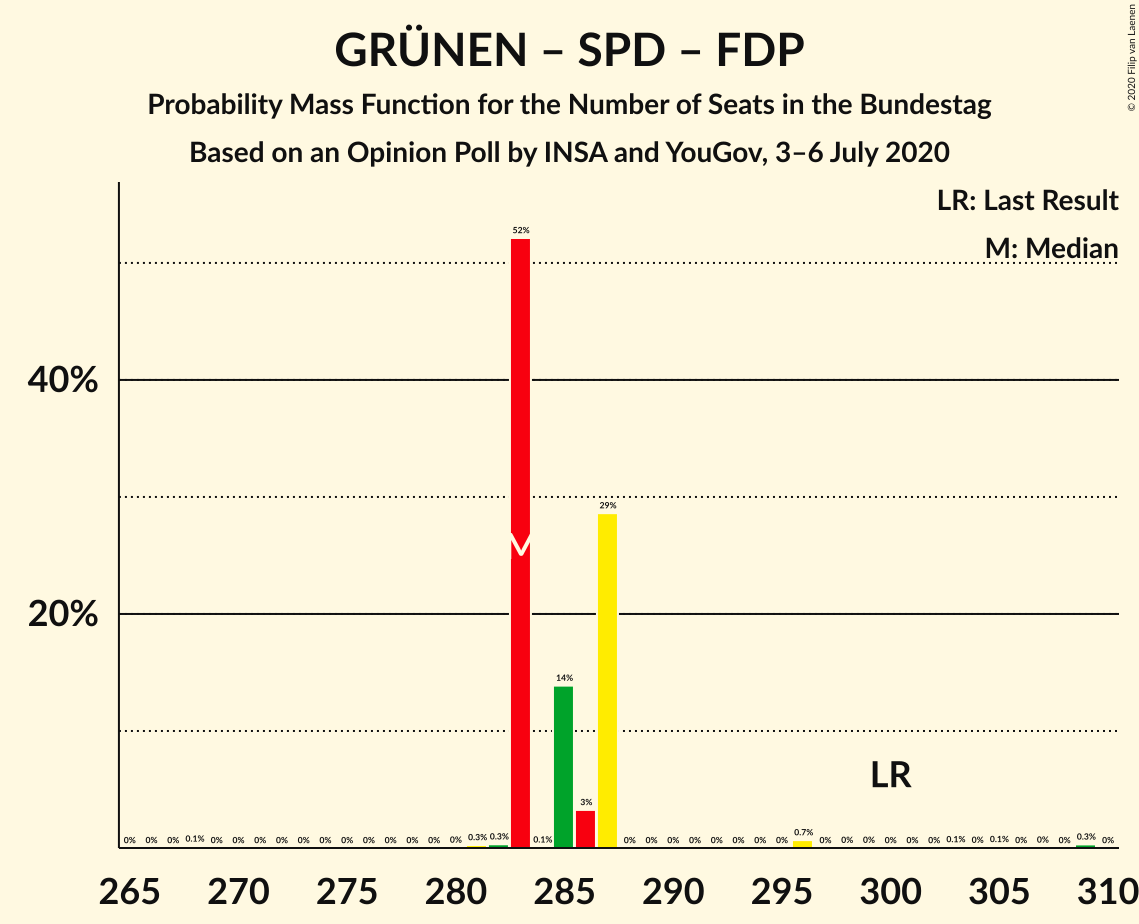 GRÜNEN – SPD – FDP
Probability Mass Function for the Number of Seats in the Bundestag
Based on an Opinion Poll by INSA and YouGov, 3–6 July 2020
© 2020 Filip van Laenen
LR: Last Result
M: Median
52%
40%
29%
M
20%
14%
LR
3%
0% 0% 0% 0.1% 0% 0% 0% 0% 0% 0% 0% 0% 0% 0% 0% 0% 0.3% 0.3% 0.1% 0% 0% 0% 0% 0% 0% 0% 0% 0.7% 0% 0% 0% 0% 0% 0% 0.1% 0% 0.1% 0% 0% 0% 0.3% 0%
265 270 275 280 285 290 295 300 305 310